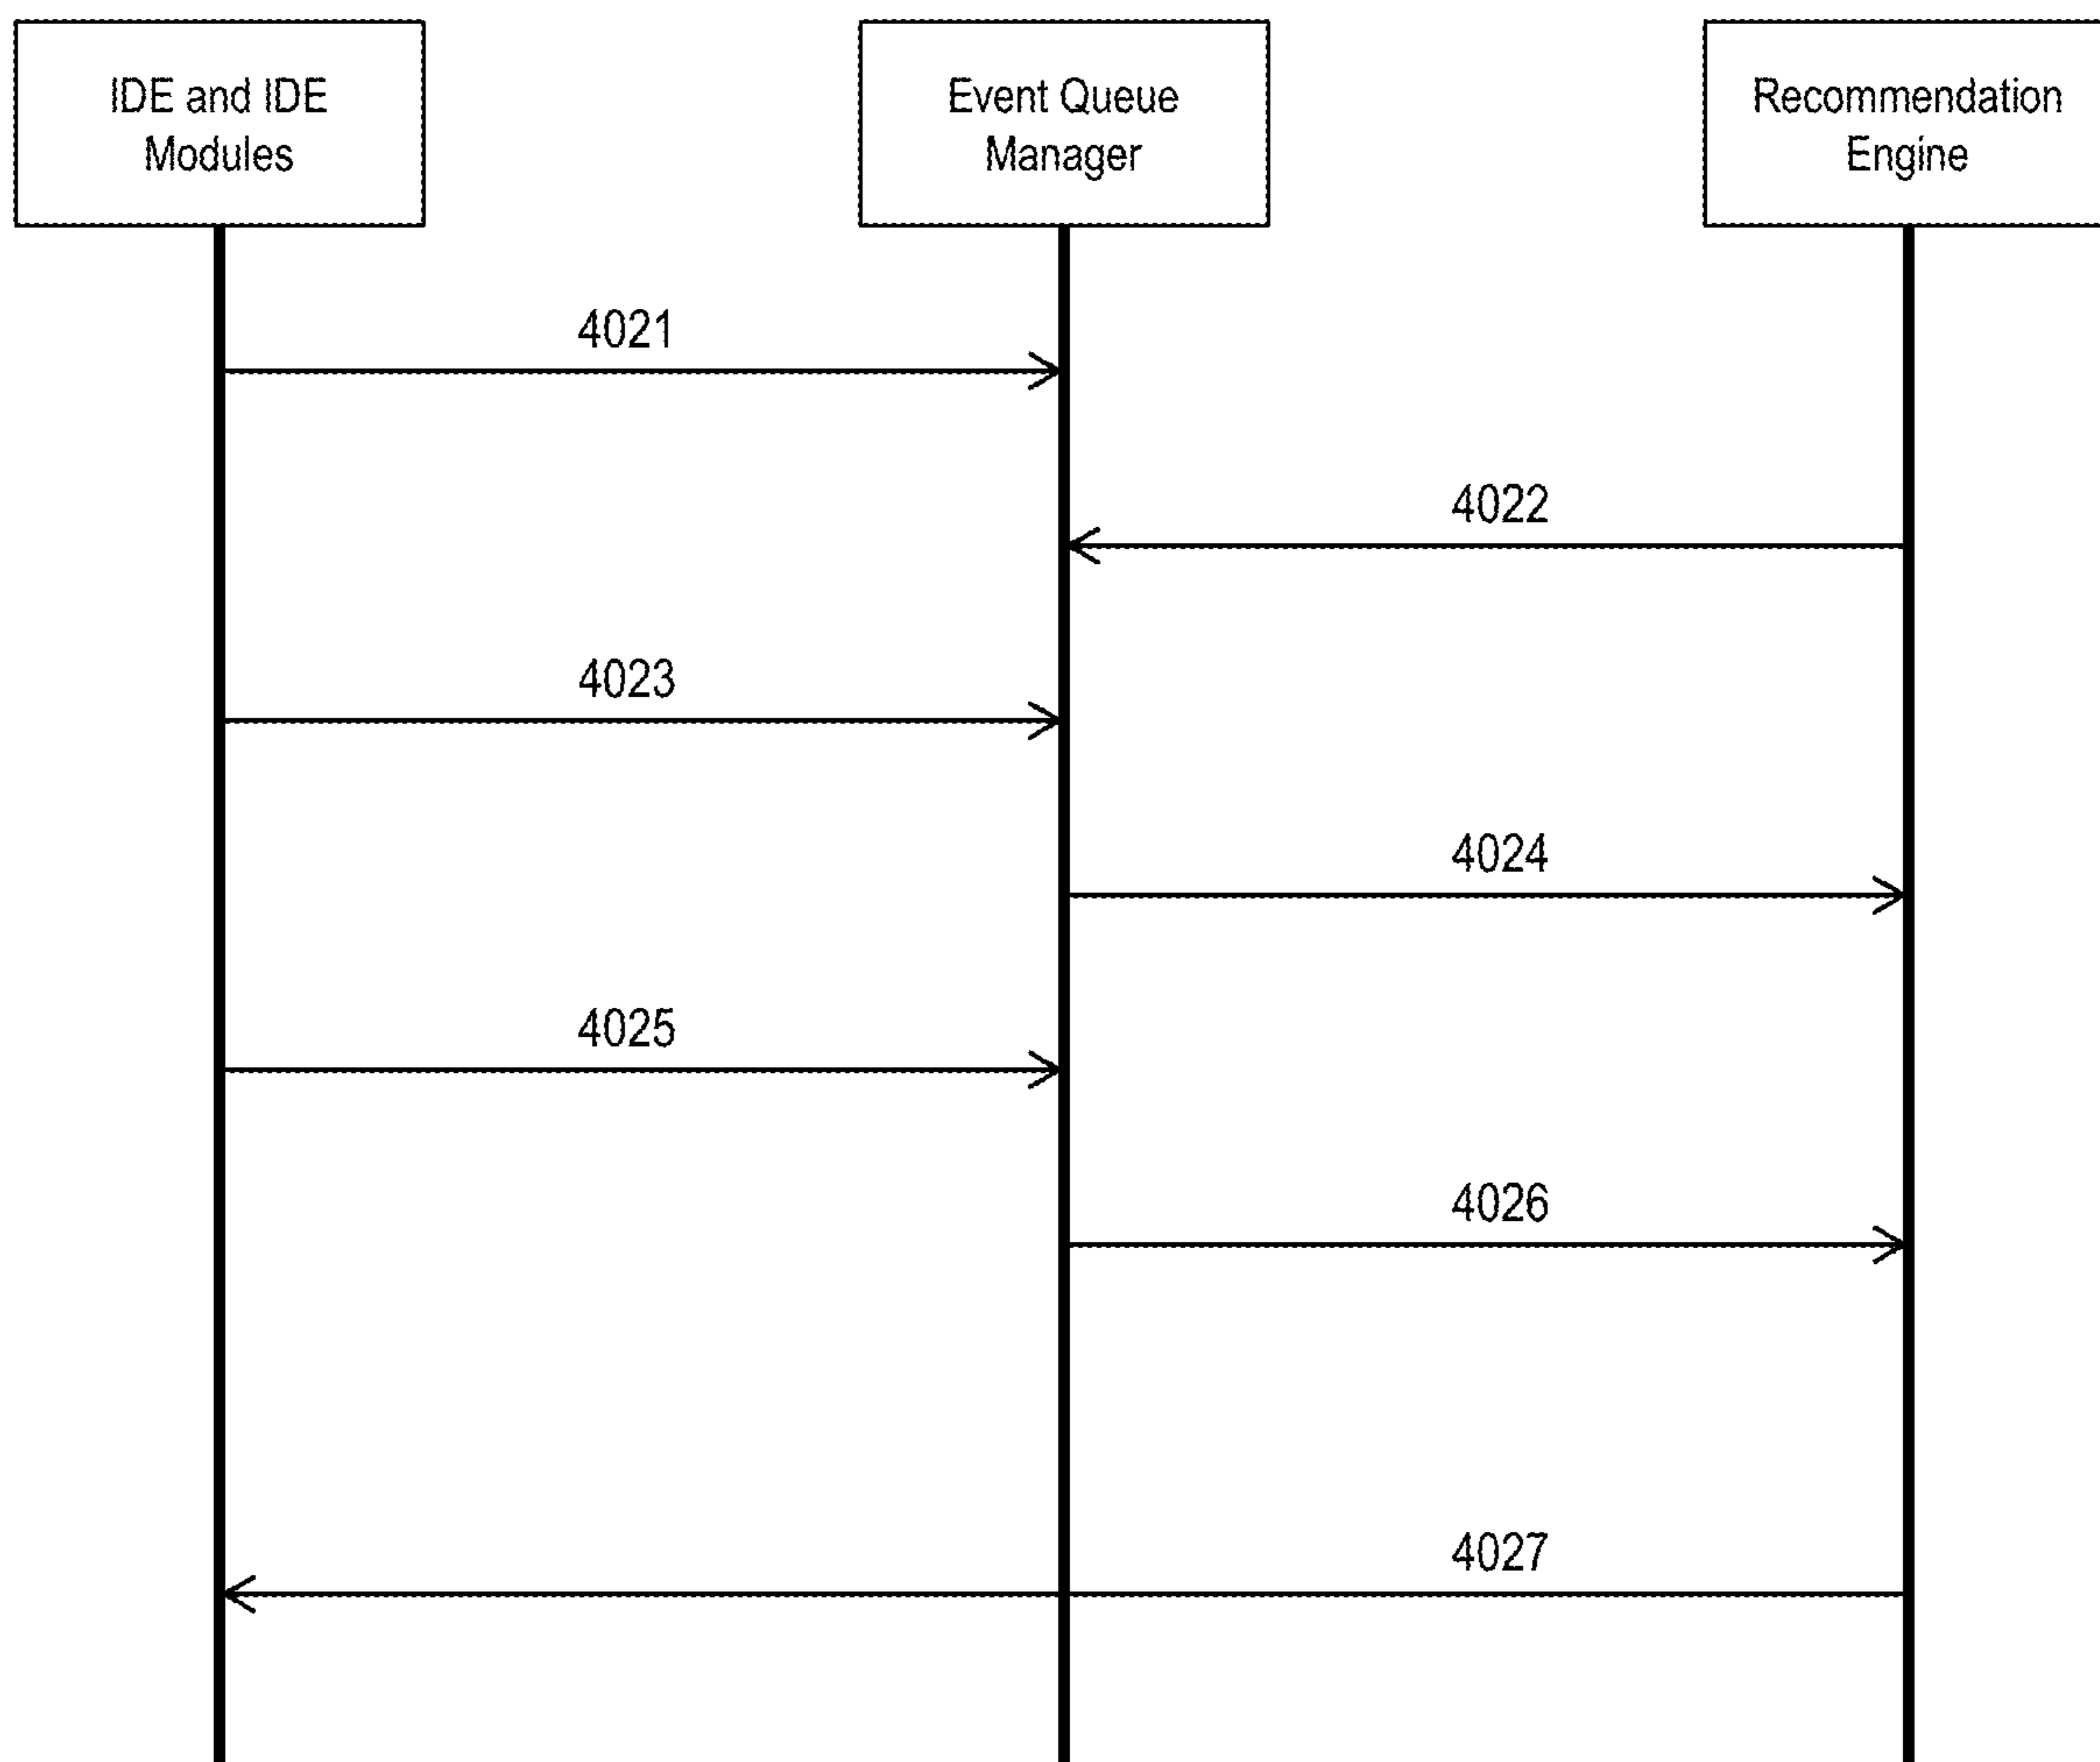 IDE and IDE
Modules
Event Queue
Manager
Recommendation
Engine
4021
4022
4023
4024
4025
4026
4027